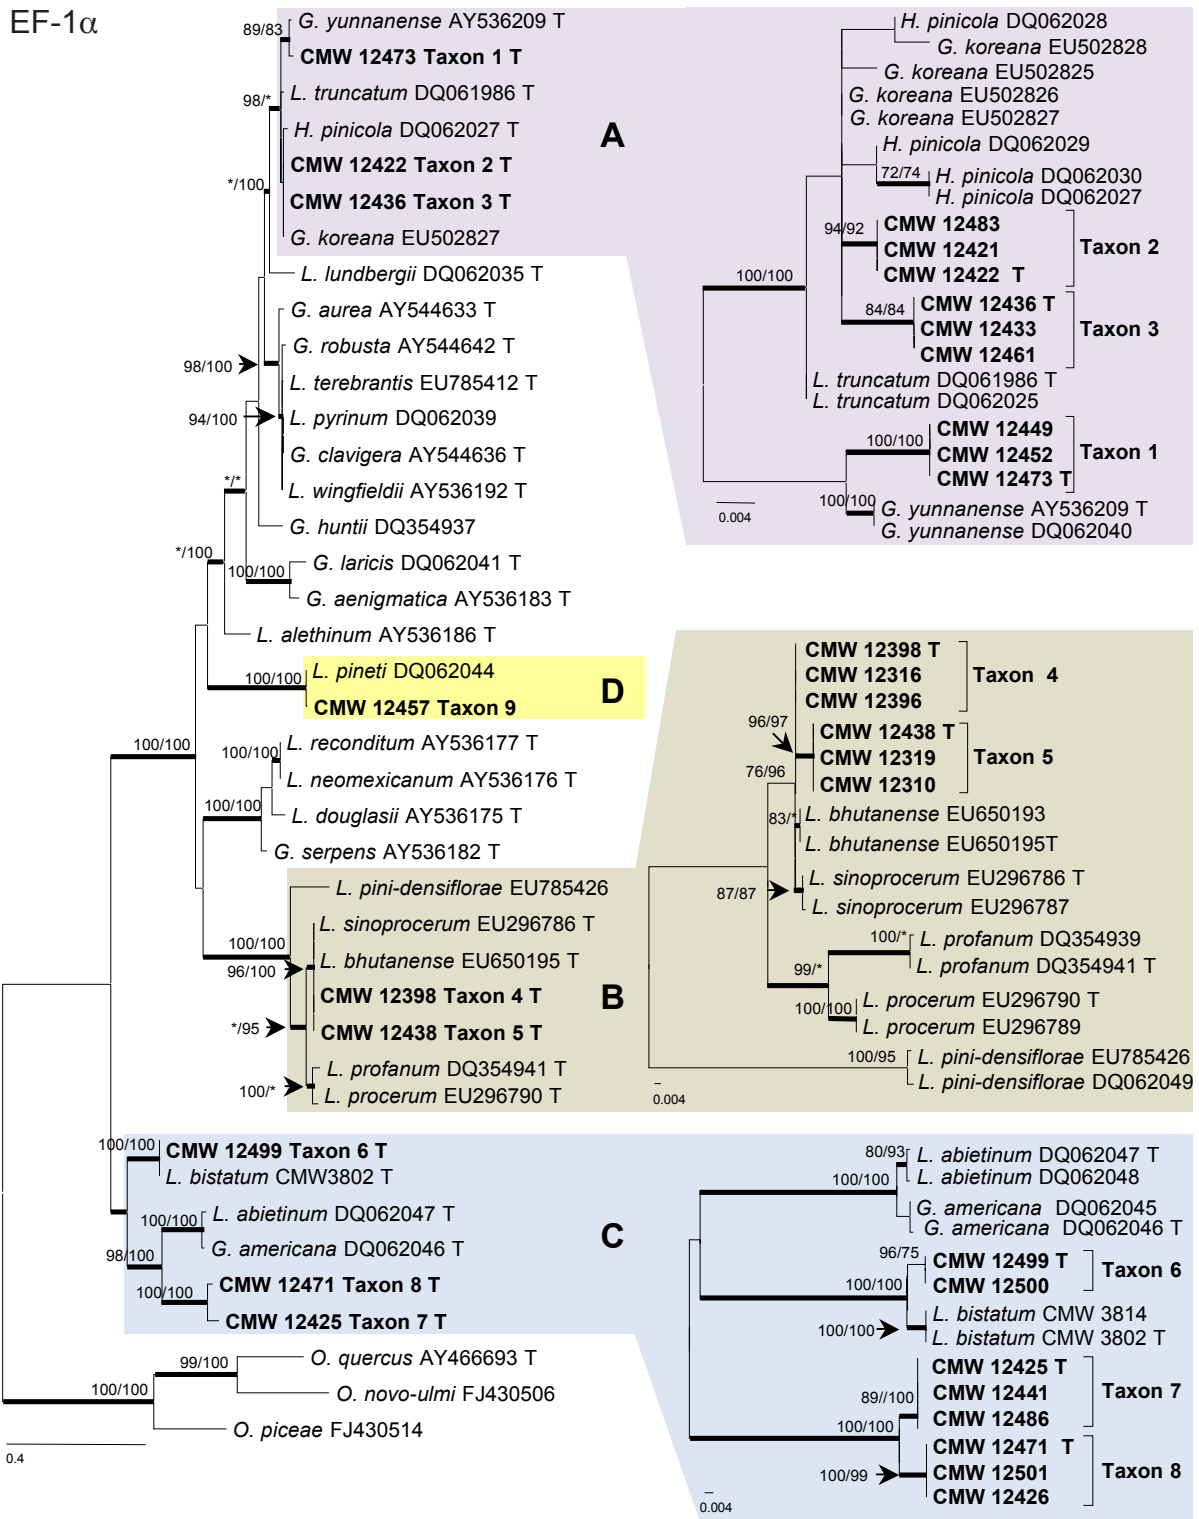 EF-1α
89/83
G. yunnanense AY536209 T
CMW 12473 Taxon 1 T
98/*
L. truncatum DQ061986 T
H. pinicola DQ062027 T
CMW 12422 Taxon 2 T
*/100
CMW 12436 Taxon 3 T
G. koreana EU502827
L. lundbergii DQ062035 T
G. aurea AY544633 T
G. robusta AY544642 T
98/100
L. terebrantis EU785412 T
94/100
L. pyrinum DQ062039
G. clavigera AY544636 T
*/*
L. wingfieldii AY536192 T
G. huntii DQ354937
*/100
G. laricis DQ062041 T
100/100
G. aenigmatica AY536183 T
L. alethinum AY536186 T
L. pineti DQ062044
100/100
CMW 12457 Taxon 9
100/100
L. reconditum AY536177 T
100/100
L. neomexicanum AY536176 T
100/100
L. douglasii AY536175 T
G. serpens AY536182 T
L. pini-densiflorae EU785426
L. sinoprocerum EU296786 T
100/100
L. bhutanense EU650195 T
96/100
CMW 12398 Taxon 4 T
*/95
CMW 12438 Taxon 5 T
L. profanum DQ354941 T
100/*
L. procerum EU296790 T
100/100
CMW 12499 Taxon 6 T
L. bistatum CMW3802 T
100/100
L. abietinum DQ062047 T
98/100
G. americana DQ062046 T
CMW 12471 Taxon 8 T
100/100
CMW 12425 Taxon 7 T
99/100
O. quercus AY466693 T
100/100
O. novo-ulmi FJ430506
O. piceae FJ430514
0.4
A
H. pinicola DQ062028
G. koreana EU502828
G. koreana EU502825
G. koreana EU502826
G. koreana EU502827
H. pinicola DQ062029
72/74
H. pinicola DQ062030
H. pinicola DQ062027
94/92
CMW 12483
CMW 12421
CMW 12422 T
Taxon 2
100/100
84/84
CMW 12436 T
CMW 12433
CMW 12461
Taxon 3
L. truncatum DQ061986 T
L. truncatum DQ062025
100/100
CMW 12449
CMW 12452
CMW 12473 T
Taxon 1
100/100
G. yunnanense AY536209 T
G. yunnanense DQ062040
0.004
D
B
CMW 12398 T
CMW 12316
CMW 12396
Taxon 4
96/97
CMW 12438 T
CMW 12319
CMW 12310
Taxon 5
76/96
83/*
L. bhutanense EU650193
L. bhutanense EU650195T
87/87
L. sinoprocerum EU296786 T
L. sinoprocerum EU296787
100/*
L. profanum DQ354939
L. profanum DQ354941 T
99/*
100/100
L. procerum EU296790 T
L. procerum EU296789
100/95
L. pini-densiflorae EU785426
L. pini-densiflorae DQ062049
0.004
C
80/93
L. abietinum DQ062047 T
L. abietinum DQ062048
100/100
G. americana DQ062045
G. americana DQ062046 T
96/75
CMW 12499 T
CMW 12500
Taxon 6
100/100
L. bistatum CMW 3814
100/100
L. bistatum CMW 3802 T
CMW 12425 T
CMW 12441
CMW 12486
Taxon 7
89//100
100/100
CMW 12471 T
CMW 12501
CMW 12426
Taxon 8
100/99
0.004